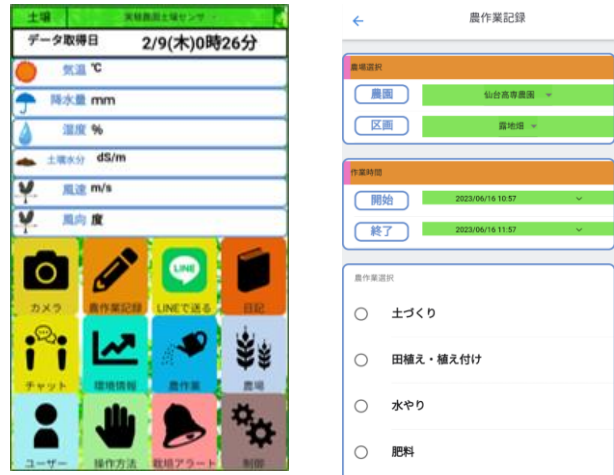 土壌 実験農園土壌センサ
データ取得日 2/9(木)0時26分
気温 ℃
降水量 mm
湿度 %
土壌水分 dS/m
風速 m/s
風向 度
LINE
カメラ 農作業記録 LINEで送る 日記
チャット 環境情報 農作業 農場
ユーザー 操作方法 栽培アラート 制御
農作業記録
農場選択
農園 仙台高専農園
区画 露地畑
作業時間
開始 2023/06/16 10:57
終了 2023/06/16 11:57
農作業選択
土づくり
田植え・植え付け
水やり
肥料